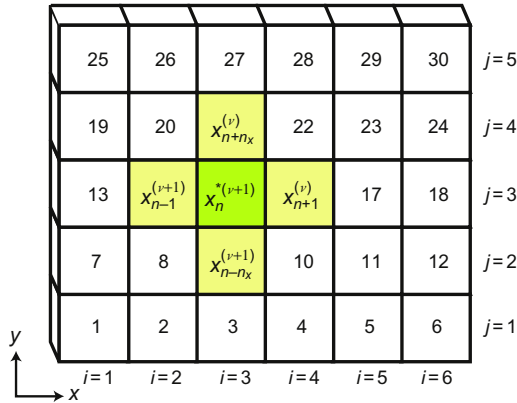 25 26 27 28 29 30 j=5
19 20 x_{n+n_x}^{(ν)} 22 23 24 j=4
13 x_{n–1}^{(ν+1)} x_n^{*(ν+1)} x_{n+1}^{(ν)} 17 18 j=3
7 8 x_{n–n_x}^{(ν+1)} 10 11 12 j=2
1 2 3 4 5 6 j=1
y
i=1 i=2 i=3 i=4 i=5 i=6
x